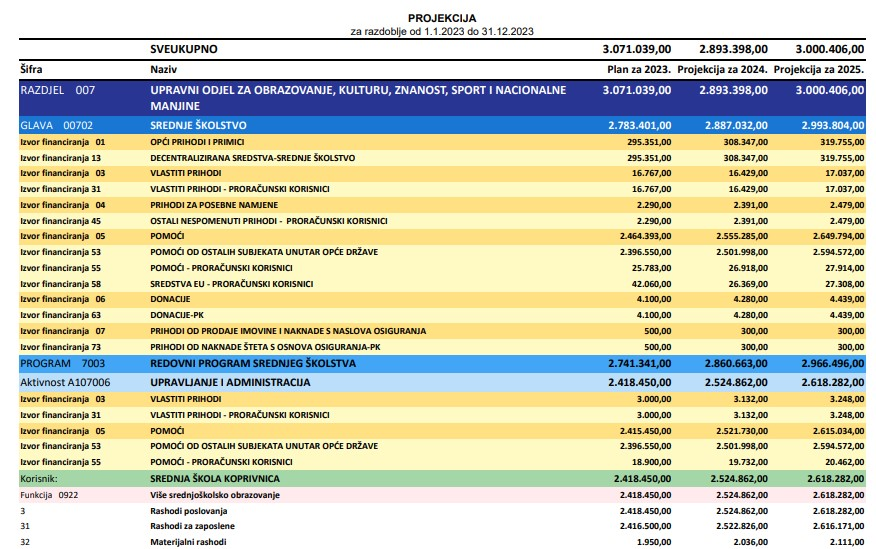 PROJEKCIJA
za razdoblje od 1.1.2023 do 31.12.2023
SVEUKUPNO 3.071.039,00 2.893.398,00 3.000.406,00
Šifra Naziv Plan za 2023. Projekcija za 2024. Projekcija za 2025.
RAZDJEL 007 UPRAVNI ODJEL ZA OBRAZOVANJE, KULTURU, ZNANOST, SPORT I NACIONALNE 3.071.039,00 2.893.398,00 3.000.406,00
MANJINE
GLAVA 00702 SREDNJE ŠKOLSTVO 2.783.401,00 2.887.032,00 2.993.804,00
Izvor financiranja 01 OPĆI PRIHODI I PRIMICI 295.351,00 308.347,00 319.755,00
Izvor financiranja 13 DECENTRALIZIRANA SREDSTVA-SREDNJE ŠKOLSTVO 295.351,00 308.347,00 319.755,00
Izvor financiranja 03 VLASTITI PRIHODI 16.767,00 16.429,00 17.037,00
Izvor financiranja 31 VLASTITI PRIHODI - PRORAČUNSKI KORISNICI 16.767,00 16.429,00 17.037,00
Izvor financiranja 04 PRIHODI ZA POSEBNE NAMJENE 2.290,00 2.391,00 2.479,00
Izvor financiranja 45 OSTALI NESPOMENUTI PRIHODI - PRORAČUNSKI KORISNICI 2.290,00 2.391,00 2.479,00
Izvor financiranja 05 POMOĆI 2.464.393,00 2.555.285,00 2.649.794,00
Izvor financiranja 53 POMOĆI OD OSTALIH SUBJEKATA UNUTAR OPĆE DRŽAVE 2.396.550,00 2.501.998,00 2.594.572,00
Izvor financiranja 55 POMOĆI - PRORAČUNSKI KORISNICI 25.783,00 26.918,00 27.914,00
Izvor financiranja 58 SREDSTVA EU - PRORAČUNSKI KORISNICI 42.060,00 26.369,00 27.308,00
Izvor financiranja 06 DONACIJE 4.100,00 4.280,00 4.439,00
Izvor financiranja 63 DONACIJE-PK 4.100,00 4.280,00 4.439,00
Izvor financiranja 07 PRIHODI OD PRODAJE IMOVINE I NAKNADE S NASLOVA OSIGURANJA 500,00 300,00 300,00
Izvor financiranja 73 PRIHODI OD NAKNADE ŠTETA S OSNOVA OSIGURANJA-PK 500,00 300,00 300,00
PROGRAM 7003 REDOVNI PROGRAM SREDNJEG ŠKOLSTVA 2.741.341,00 2.860.663,00 2.966.496,00
Aktivnost A107006 UPRAVLJANJE I ADMINISTRACIJA 2.418.450,00 2.524.862,00 2.618.282,00
Izvor financiranja 03 VLASTITI PRIHODI 3.000,00 3.132,00 3.248,00
Izvor financiranja 31 VLASTITI PRIHODI - PRORAČUNSKI KORISNICI 3.000,00 3.132,00 3.248,00
Izvor financiranja 05 POMOĆI 2.415.450,00 2.521.730,00 2.615.034,00
Izvor financiranja 53 POMOĆI OD OSTALIH SUBJEKATA UNUTAR OPĆE DRŽAVE 2.396.550,00 2.501.998,00 2.594.572,00
Izvor financiranja 55 POMOĆI - PRORAČUNSKI KORISNICI 18.900,00 19.732,00 20.462,00
Korisnik: SREDNJA ŠKOLA KOPRIVNICA 2.418.450,00 2.524.862,00 2.618.282,00
Funkcija 0922 Više srednjoškolsko obrazovanje 2.418.450,00 2.524.862,00 2.618.282,00
3 Rashodi poslovanja 2.418.450,00 2.524.862,00 2.618.282,00
31 Rashodi za zaposlene 2.416.500,00 2.522.826,00 2.616.171,00
32 Materijalni rashodi 1.950,00 2.036,00 2.111,00